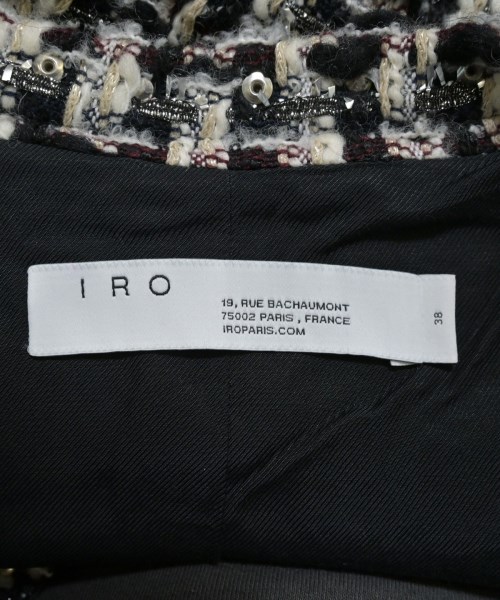 IRO
19, RUE BACHAUMONT
75002 PARIS , FRANCE
IROPARIS.COM
38